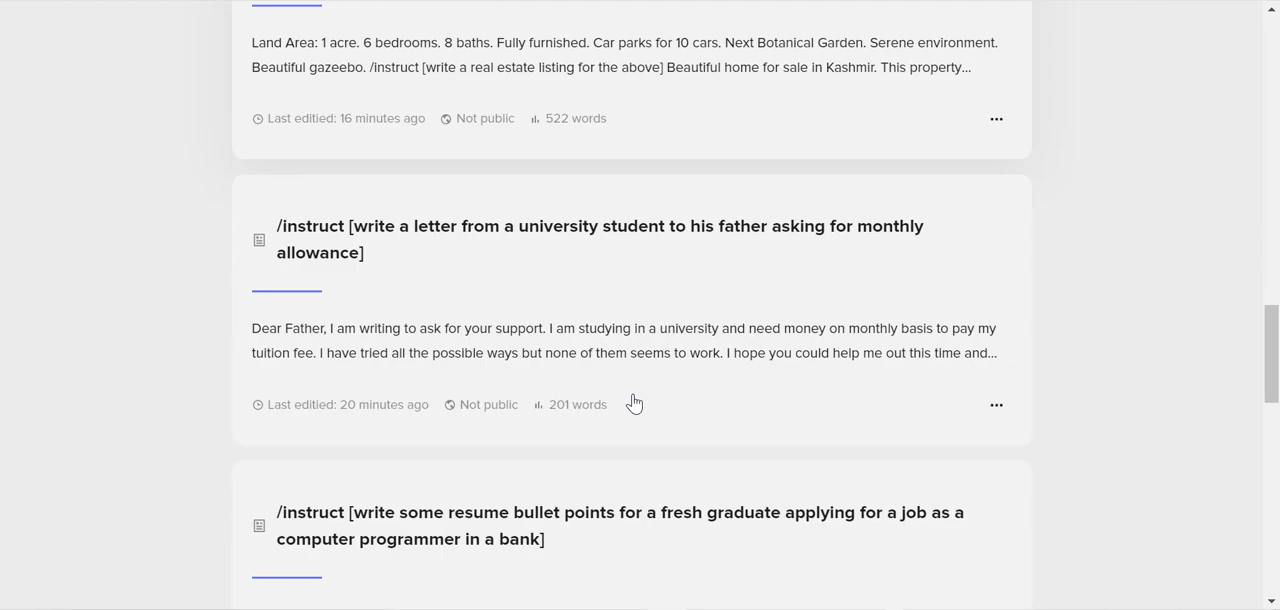 Land Area: 1 acre. 6 bedrooms. 8 baths. Fully furnished. Car parks for 10 cars. Next Botanical Garden. Serene environment.
Beautiful gazeebo. /instruct [write a real estate listing for the above] Beautiful home for sale in Kashmir. This property...
Last editied: 16 minutes ago Not public 522 words
/instruct [write a letter from a university student to his father asking for monthly
allowance]
Dear Father, I am writing to ask for your support. I am studying in a university and need money on monthly basis to pay my
tuition fee. I have tried all the possible ways but none of them seems to work. I hope you could help me out this time and...
Last editied: 20 minutes ago Not public 201 words
/instruct [write some resume bullet points for a fresh graduate applying for a job as a
computer programmer in a bank]